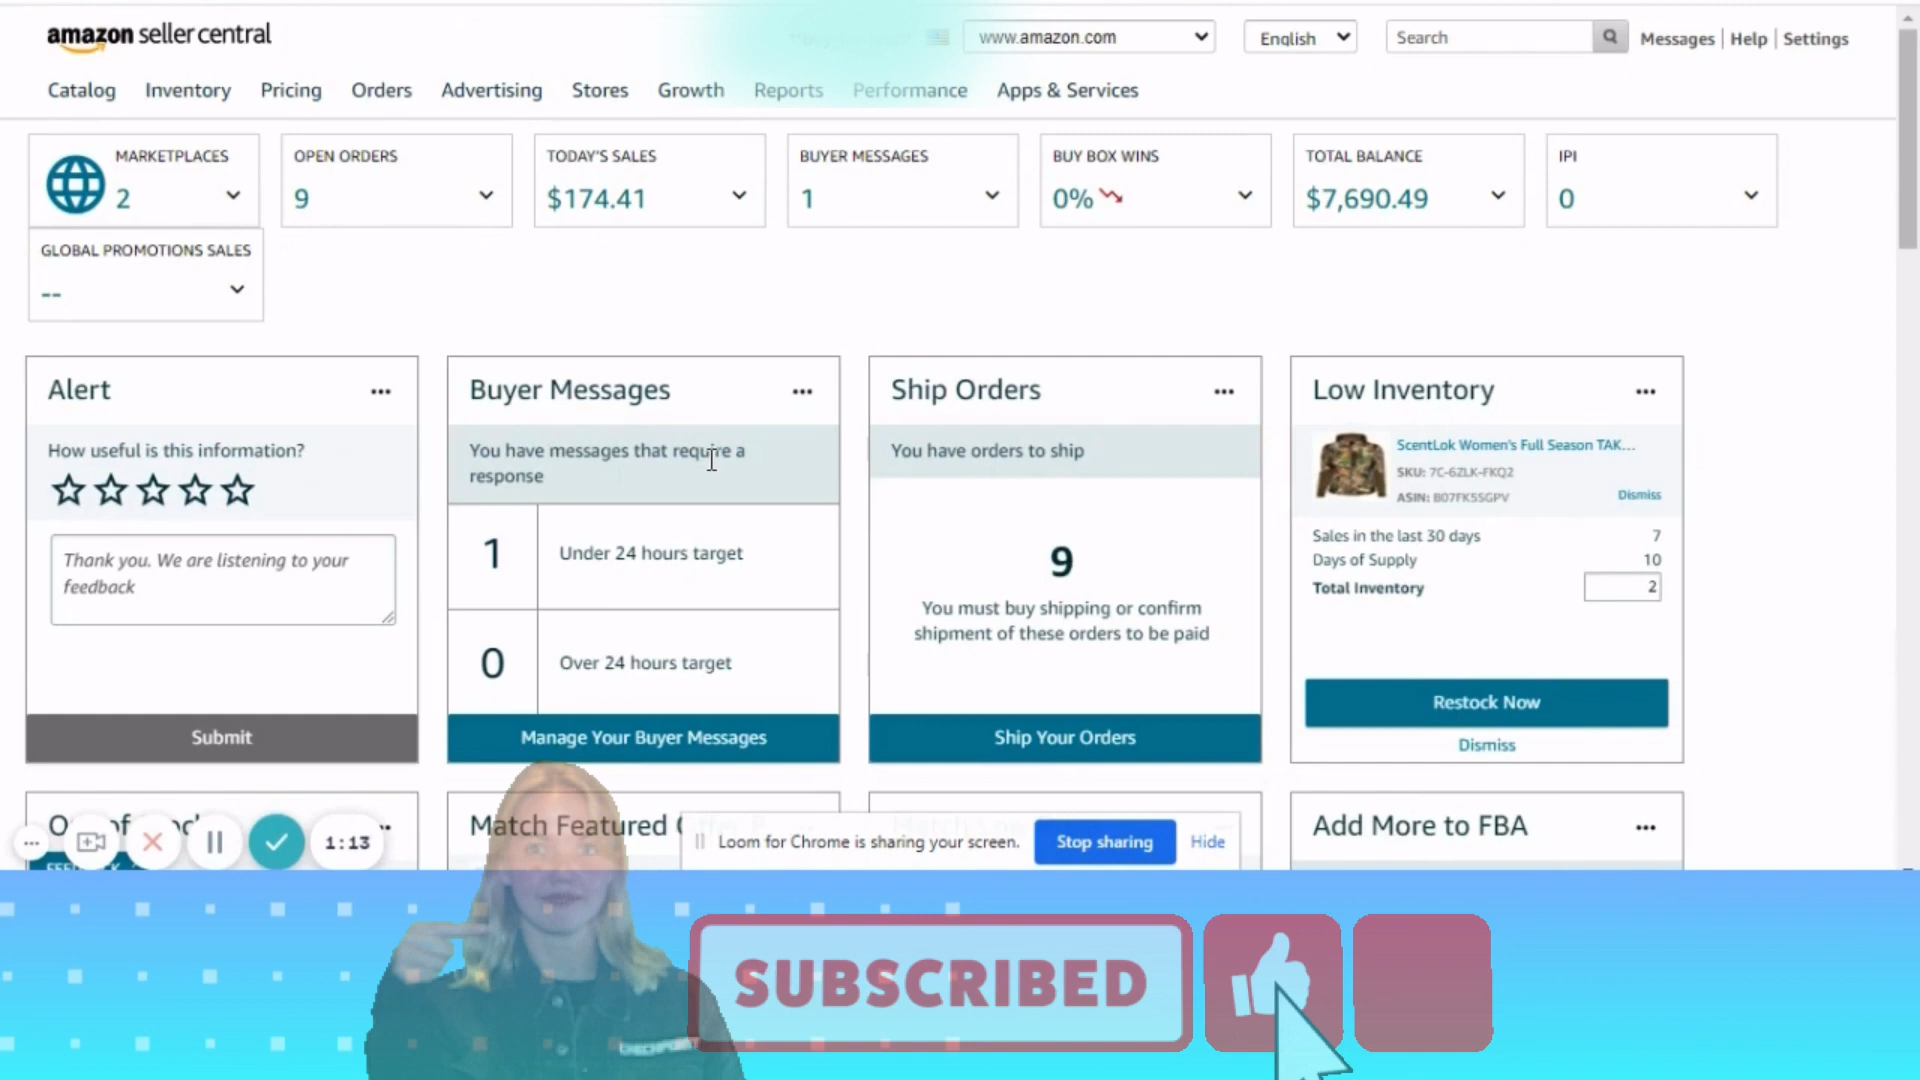 amazon seller central
www.amazon.com
English
Search
Messages | Help | Settings
Catalog Inventory Pricing Orders Advertising Stores Growth Reports Performance Apps & Services
MARKETPLACES
2
OPEN ORDERS
9
TODAY'S SALES
$174.41
BUYER MESSAGES
1
BUY BOX WINS
0%
TOTAL BALANCE
$7,690.49
IPI
0
GLOBAL PROMOTIONS SALES
--
Alert
How useful is this information?
Thank you. We are listening to your
feedback
Submit
Buyer Messages
You have messages that require a
response
1 Under 24 hours target
0 Over 24 hours target
Manage Your Buyer Messages
Ship Orders
You have orders to ship
9
You must buy shipping or confirm
shipment of these orders to be paid
Ship Your Orders
Low Inventory
ScentLok Women's Full Season TAK...
SKU: 7C-6ZLK-FKQ2
ASIN: B07FK5SGPV
Dismiss
Sales in the last 30 days 7
Days of Supply 10
Total Inventory 2
Restock Now
Dismiss
1:13
Match Featured
Add More to FBA
Loom for Chrome is sharing your screen.
Stop sharing
Hide
SUBSCRIBED